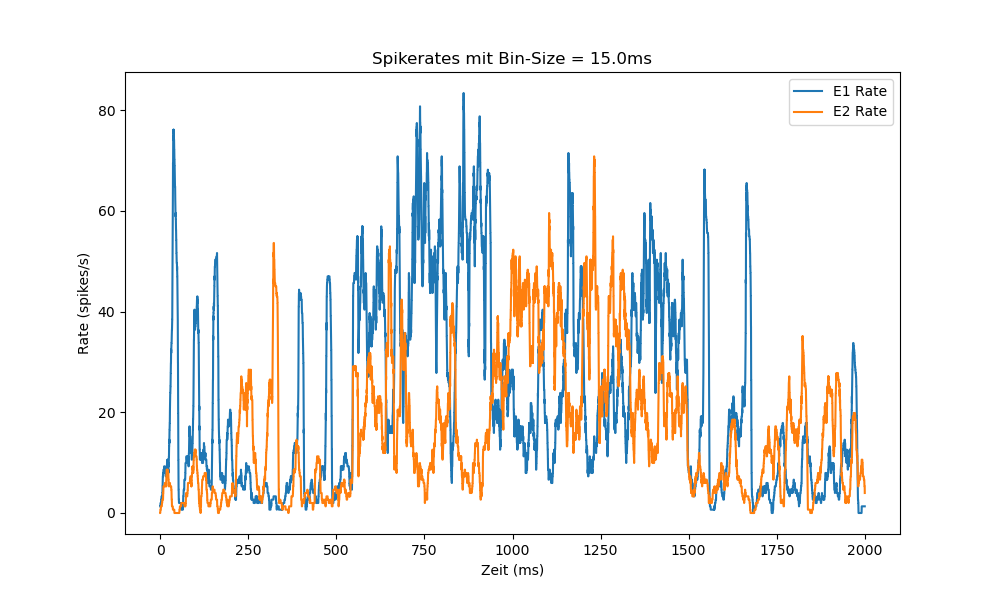 Spikerates mit Bin-Size = 15.0ms
E1 Rate
E2 Rate
Rate (spikes/s)
80
60
40
20
0
0 250 500 750 1000 1250 1500 1750 2000
Zeit (ms)